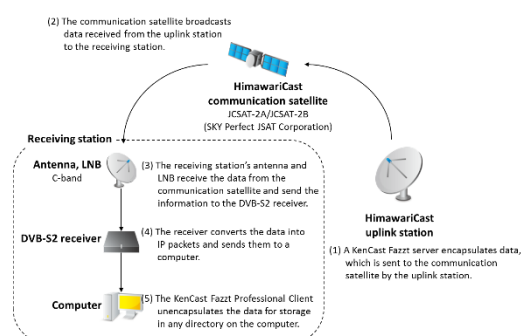 (2) The communication satellite broadcasts
data received from the uplink station
to the receiving station.
HimawariCast
communication satellite
JCSAT-2A/JCSAT-2B
(SKY Perfect JSAT Corporation)
Receiving station
Antenna, LNB
C-band
(3) The receiving station's antenna and
LNB receive the data from the
communication satellite and send the
information to the DVB-S2 receiver.
HimawariCast
uplink station
(1) A KenCast Fazzt server encapsulates data,
which is sent to the communication
satellite by the uplink station.
DVB-S2 receiver
(4) The receiver converts the data into
IP packets and sends them to a
computer.
Computer
(5) The KenCast Fazzt Professional Client
unencapsulates the data for storage
in any directory on the computer.